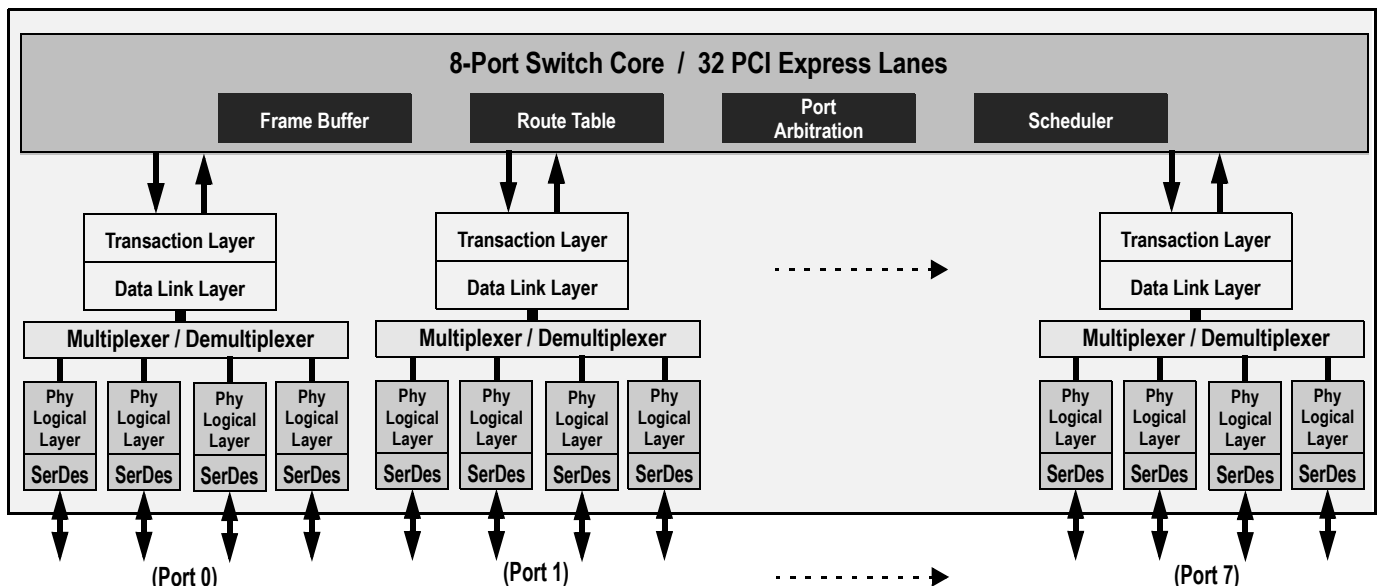 8-Port Switch Core / 32 PCI Express Lanes
Frame Buffer
Route Table
Port
Arbitration
Scheduler
Transaction Layer
Data Link Layer
Multiplexer / Demultiplexer
Phy
Logical
Layer
SerDes
Phy
Logical
Layer
SerDes
Phy
Logical
Layer
SerDes
Phy
Logical
Layer
SerDes
(Port 0)
Transaction Layer
Data Link Layer
Multiplexer / Demultiplexer
Phy
Logical
Layer
SerDes
Phy
Logical
Layer
SerDes
Phy
Logical
Layer
SerDes
Phy
Logical
Layer
SerDes
(Port 1)
Transaction Layer
Data Link Layer
Multiplexer / Demultiplexer
Phy
Logical
Layer
SerDes
Phy
Logical
Layer
SerDes
Phy
Logical
Layer
SerDes
Phy
Logical
Layer
SerDes
(Port 7)